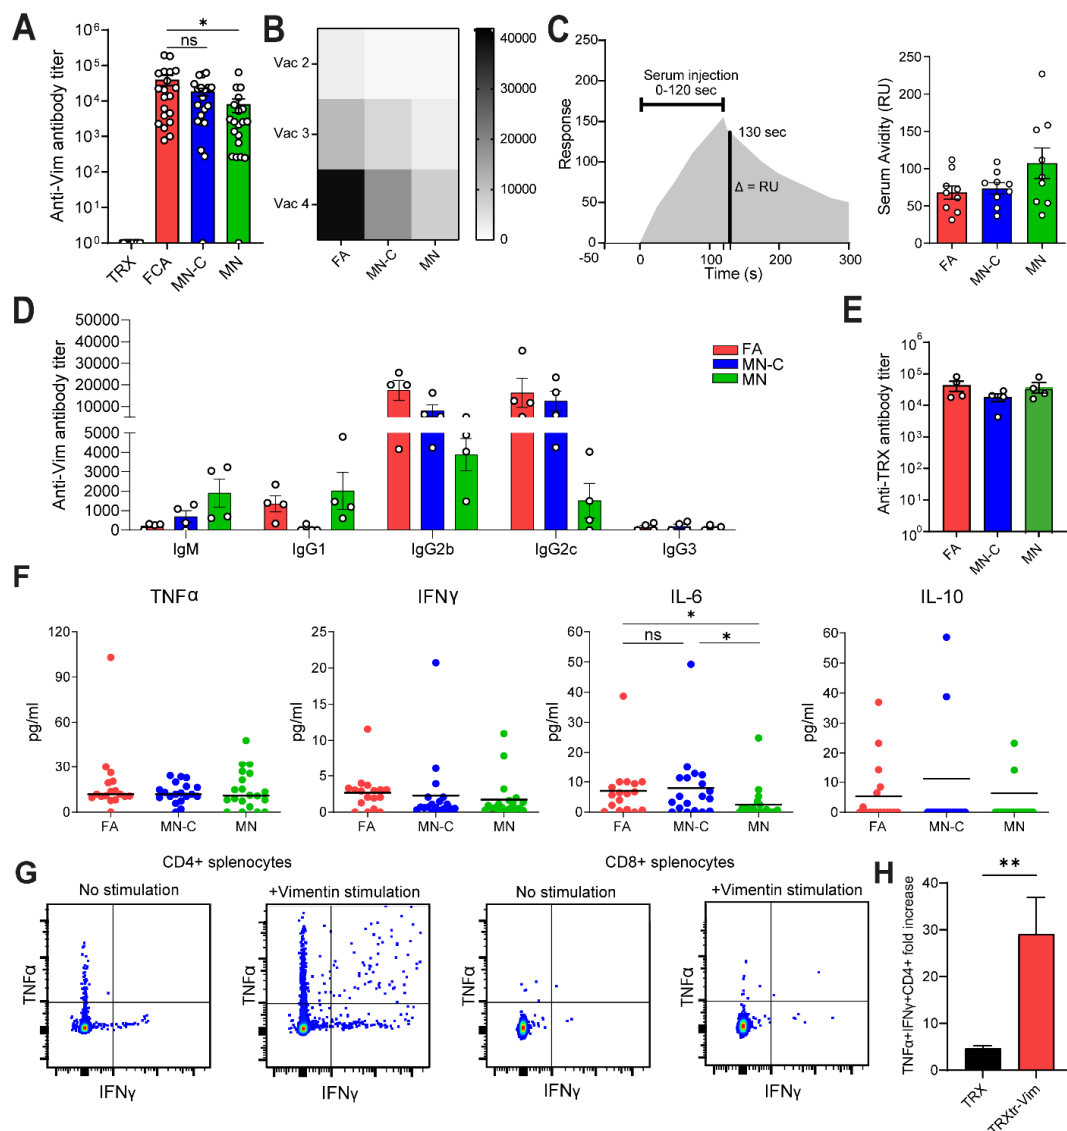 A
Anti-Vim antibody titer
10^6
10^5
10^4
10^3
10^2
10^1
10^0
*
ns
TRX
FCA
MN-C
MN
B
Vac 2
Vac 3
Vac 4
FA
MN-C
MN
40000
30000
20000
10000
0
C
Response
250
200
150
100
50
00
-50
Serum injection
0-120 sec
130 sec
Δ = RU
0
100
200
300
Time (s)
Serum Avidity (RU)
250
200
150
100
50
0
FA
MN-C
MN
D
Anti-Vim antibody titer
50000
40000
30000
20000
10000
5000
4000
3000
2000
1000
0
FA
MN-C
MN
IgM
IgG1
IgG2b
IgG2c
IgG3
E
Anti-TRX antibody titer
10^6
10^5
10^4
10^3
10^2
10^1
10^0
FA
MN-C
MN
F
TNFα
pg/ml
120
90
60
30
0
FA
MN-C
MN
IFNγ
pg/ml
25
20
15
10
5
0
FA
MN-C
MN
IL-6
pg/ml
60
50
40
30
20
10
0
*
ns
*
FA
MN-C
MN
IL-10
pg/ml
60
50
40
30
20
10
0
FA
MN-C
MN
G
CD4+ splenocytes
No stimulation
TNFα
IFNγ
+Vimentin stimulation
TNFα
IFNγ
CD8+ splenocytes
No stimulation
TNFα
IFNγ
+Vimentin stimulation
TNFα
IFNγ
H
TNFα+IFNγ+CD4+ fold increase
40
30
20
10
0
**
TRX
TRXtr-Vim